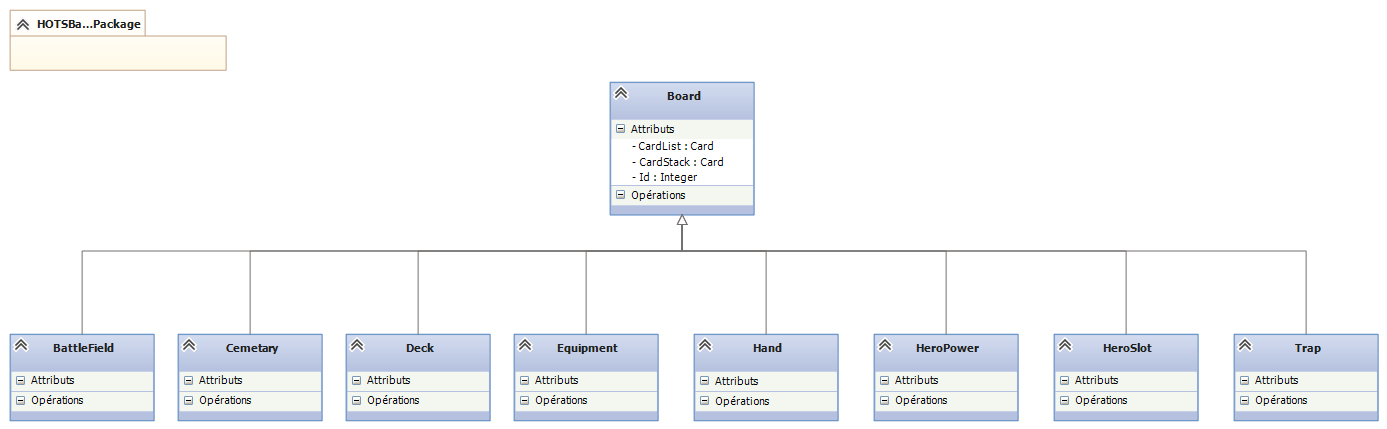 HOTSBa...Package
Board
Attributs
- CardList : Card
- CardStack : Card
- Id : Integer
Opérations
BattleField
Attributs
Opérations
Cemetary
Attributs
Opérations
Deck
Attributs
Opérations
Equipment
Attributs
Opérations
Hand
Attributs
Opérations
HeroPower
Attributs
Opérations
HeroSlot
Attributs
Opérations
Trap
Attributs
Opérations